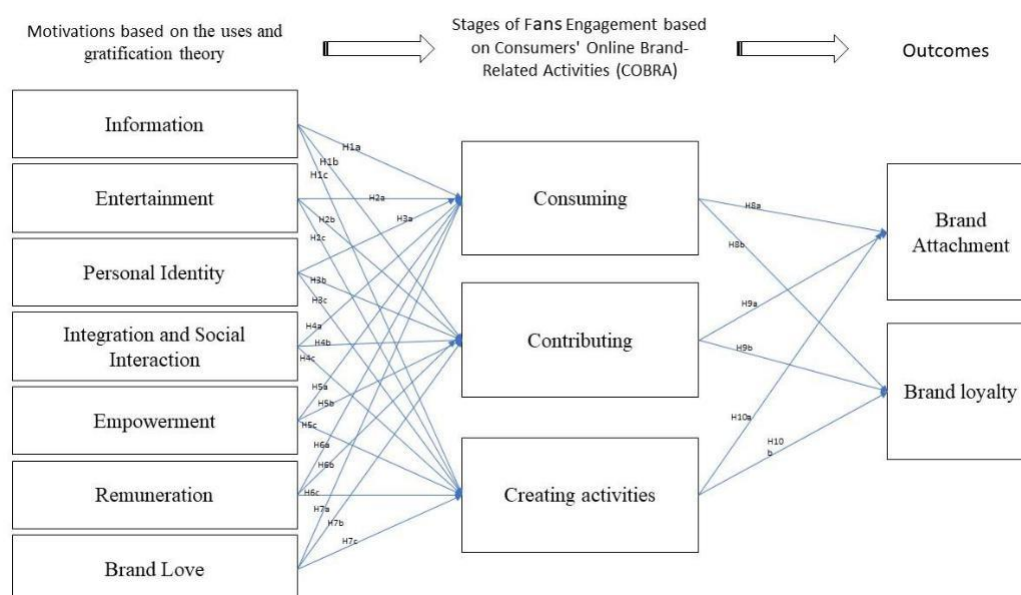 Motivations based on the uses and
gratification theory
Stages of Fans Engagement based
on Consumers' Online Brand-
Related Activities (COBRA)
Outcomes
Information
Entertainment
Personal Identity
Integration and Social
Interaction
Empowerment
Remuneration
Brand Love
H1a
H1b
H1c
H2a
H2b
H2c
H3a
H3b
H3c
H4a
H4b
H4c
H5a
H5b
H5c
H6a
H6b
H6c
H7a
H7b
H7c
Consuming
Contributing
Creating activities
H8a
H8b
H9a
H9b
H10a
H10
b
Brand
Attachment
Brand loyalty